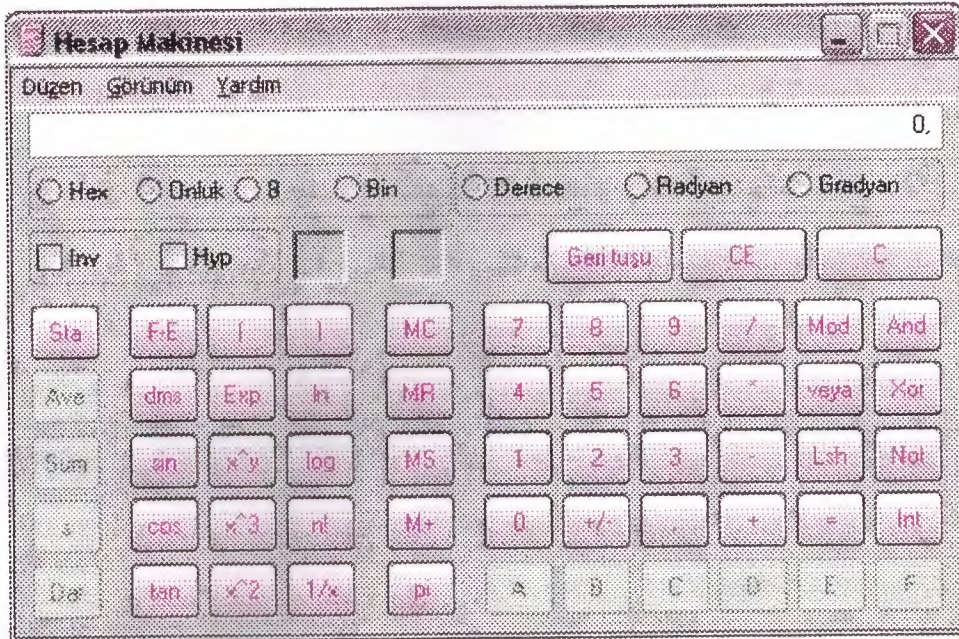 Hesap Makinesi
Düzen Görünüm Yardım
0,
Hex Onluk 8 Bin Derece Radyan Gradyan
Inv Hyp Geri tuşu CE C
Sta F-E ( ) MC 7 8 9 / Mod And
Ave dms Exp ln MR 4 5 6 * veya Xor
Sum sin x^y log MS 1 2 3 - Lsh Not
s cos x^3 n! M+ 0 +/- , + = Int
Dat tan x^2 1/x pi A B C D E F